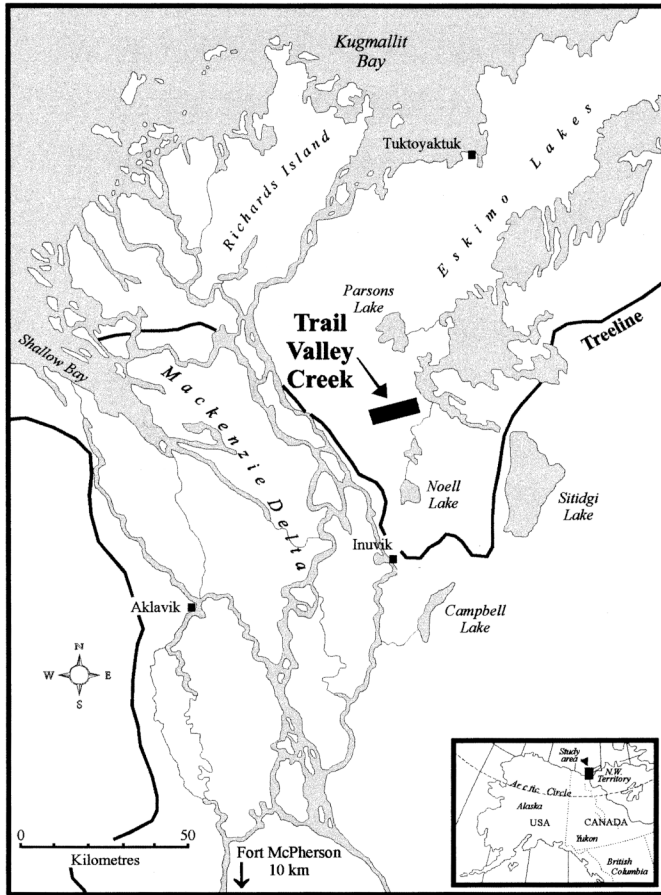 Kugmallit
Bay
Tuktoyaktuk
Richards Island
Eskimo Lakes
Parsons
Lake
Trail
Valley
Creek
Treeline
Shallow Bay
Mackenzie Delta
Noell
Lake
Sitidgi
Lake
Inuvik
Aklavik
Campbell
Lake
N
W E
S
Study
area
N.W.
Territory
Arctic Circle
Alaska
USA
CANADA
Yukon
British
Columbia
0 50
Kilometres
Fort McPherson
10 km